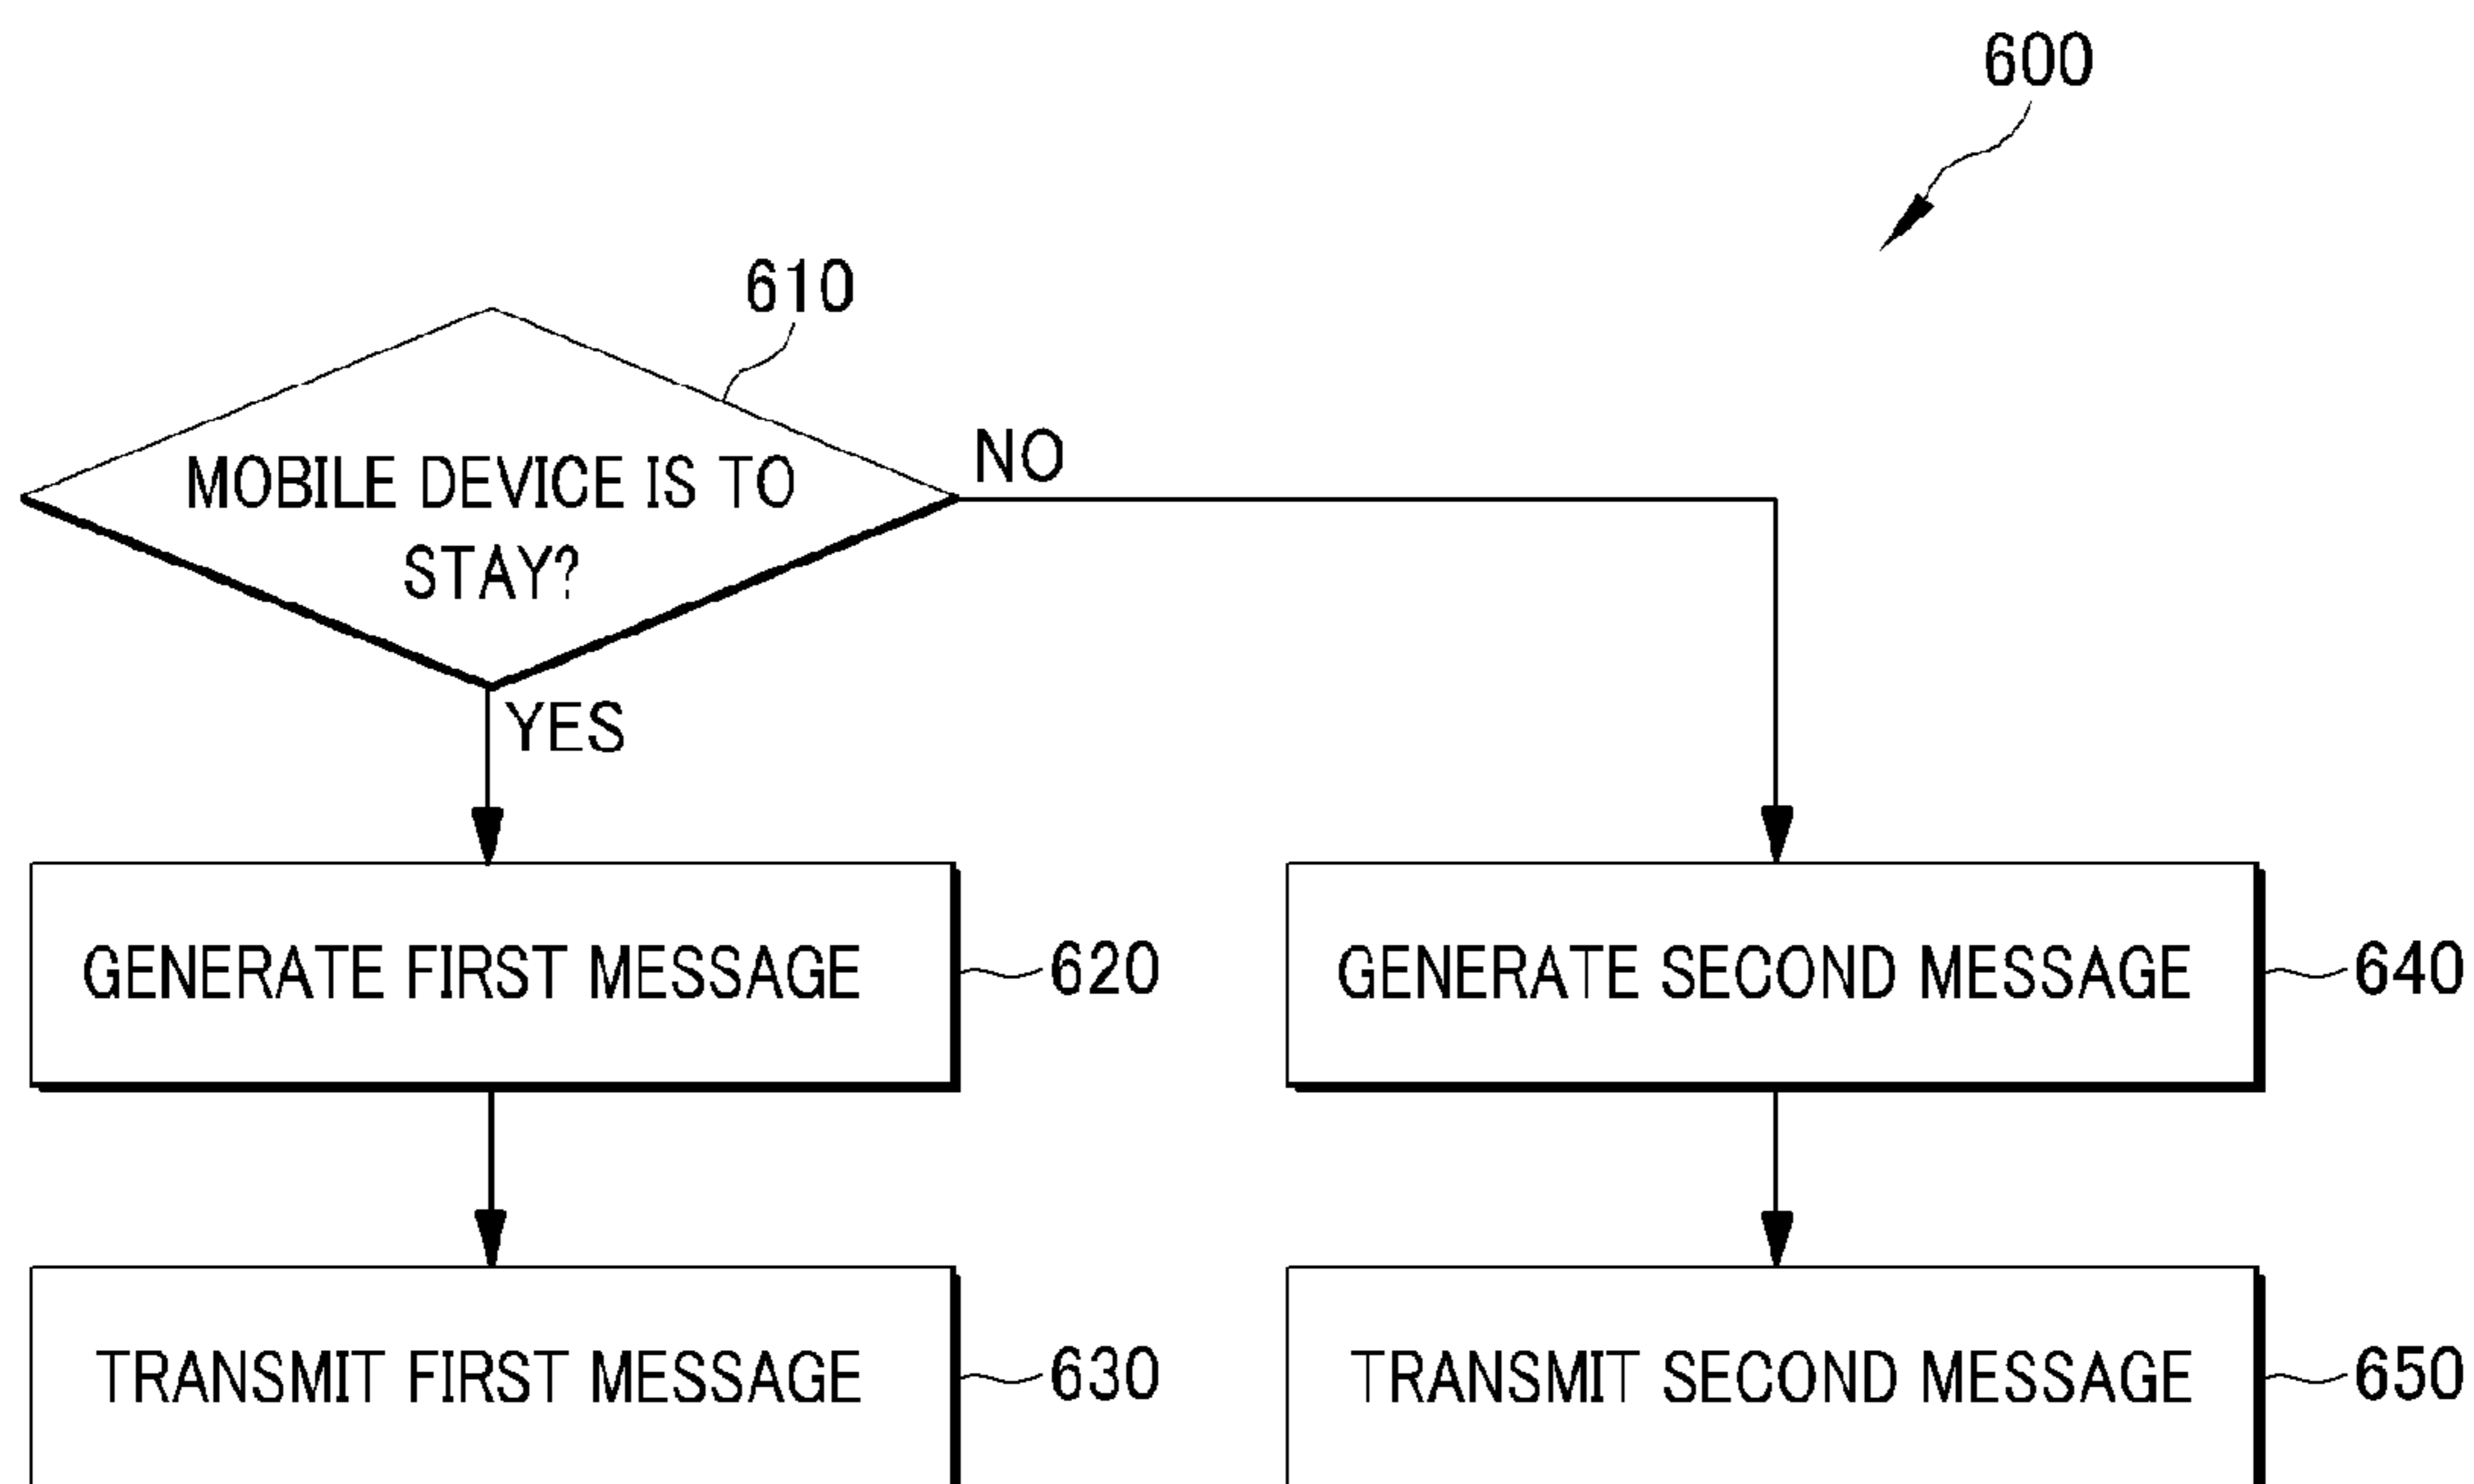 600
610
MOBILE DEVICE IS TO
STAY?
NO
YES
GENERATE FIRST MESSAGE
620
GENERATE SECOND MESSAGE
640
TRANSMIT FIRST MESSAGE
630
TRANSMIT SECOND MESSAGE
650